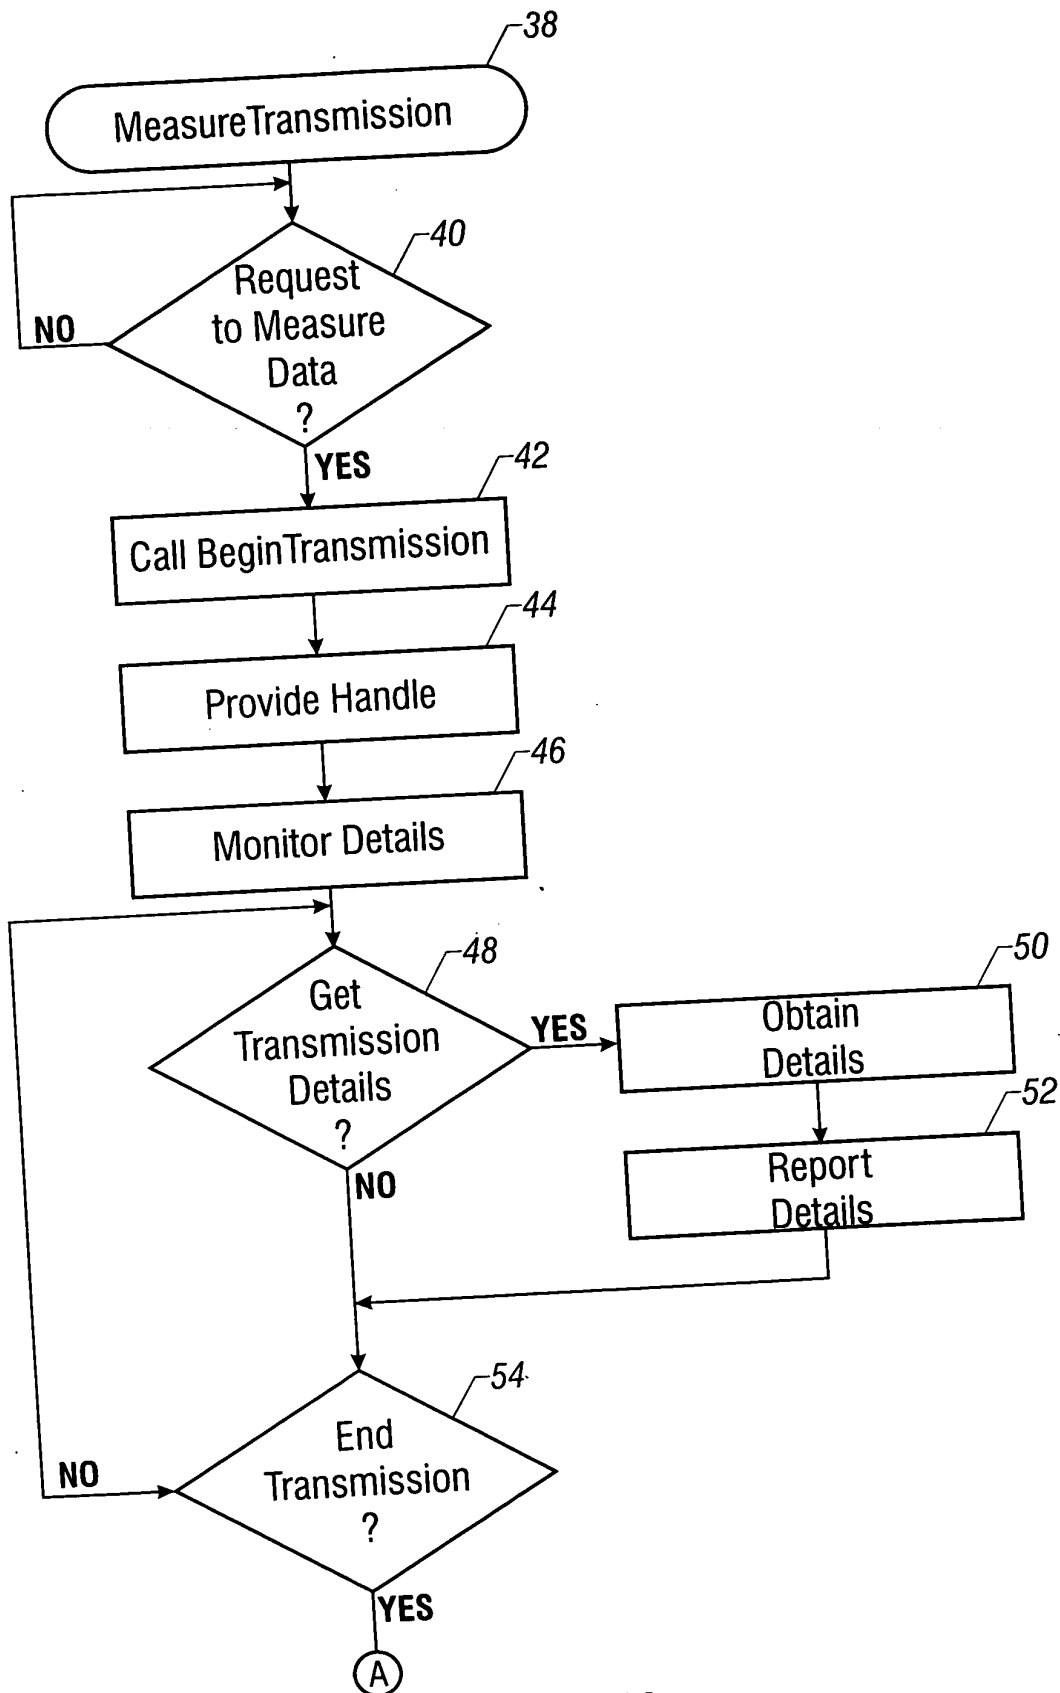 38
MeasureTransmission
40
Request
to Measure
Data
?
NO
YES
42
Call BeginTransmission
44
Provide Handle
46
Monitor Details
48
Get
Transmission
Details
?
YES
50
Obtain
Details
52
Report
Details
NO
54
End
Transmission
?
NO
YES
A